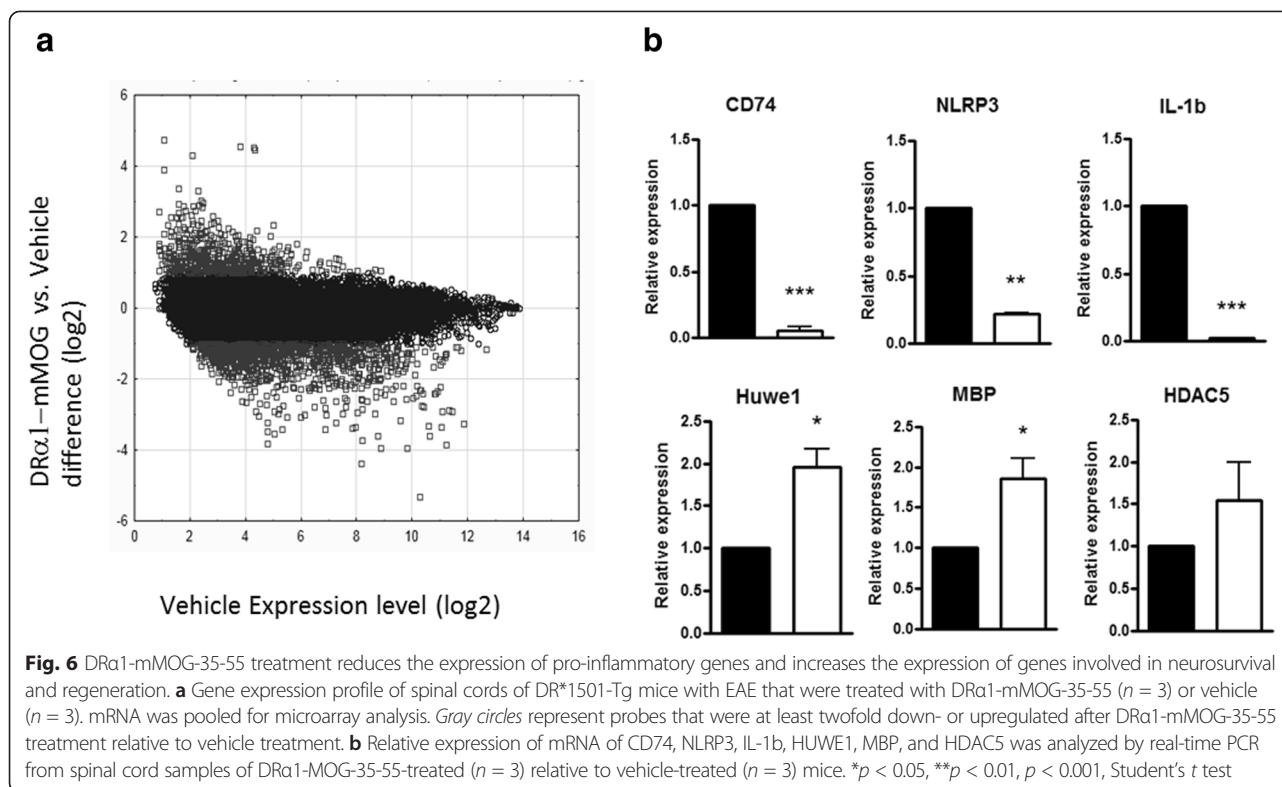 a
b
6
4
2
0
-2
-4
-6
2 4 6 8 10 12 14 16
DRα1–mMOG vs. Vehicle
difference (log2)
Vehicle Expression level (log2)
CD74
Relative expression
1.5
1.0
0.5
0.0
***
NLRP3
Relative expression
1.5
1.0
0.5
0.0
**
IL-1b
Relative expression
1.5
1.0
0.5
0.0
***
Huwe1
Relative expression
2.5
2.0
1.5
1.0
0.5
0.0
*
MBP
Relative expression
2.5
2.0
1.5
1.0
0.5
0.0
*
HDAC5
Relative expression
2.5
2.0
1.5
1.0
0.5
0.0
Fig. 6 DRα1-mMOG-35-55 treatment reduces the expression of pro-inflammatory genes and increases the expression of genes involved in neurosurvival
and regeneration. a Gene expression profile of spinal cords of DR*1501-Tg mice with EAE that were treated with DRα1-mMOG-35-55 (n = 3) or vehicle
(n = 3). mRNA was pooled for microarray analysis. Gray circles represent probes that were at least twofold down- or upregulated after DRα1-mMOG-35-55
treatment relative to vehicle treatment. b Relative expression of mRNA of CD74, NLRP3, IL-1b, HUWE1, MBP, and HDAC5 was analyzed by real-time PCR
from spinal cord samples of DRα1-MOG-35-55-treated (n = 3) relative to vehicle-treated (n = 3) mice. *p < 0.05, **p < 0.01, p < 0.001, Student's t test